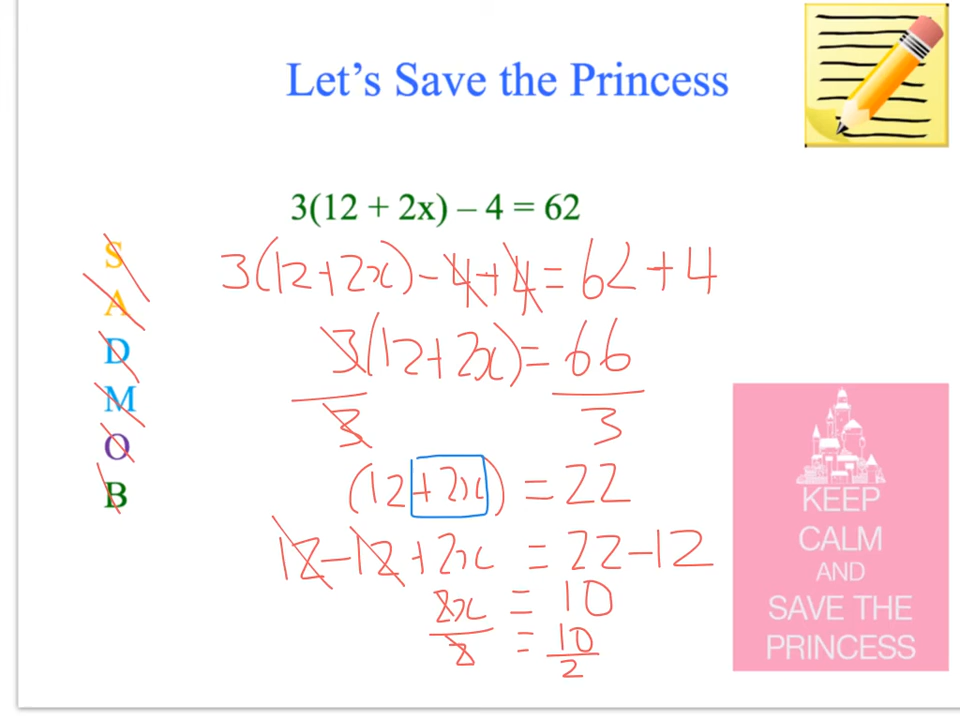 Let's Save the Princess
3(12 + 2x) – 4 = 62
S
A
D
M
O
B
3(12+2x)-4+4=62+4
3(12+2x)=66
3 3
(12+2x) =22
12-12+2x =22-12
2x = 10
2 = 10
2
KEEP
CALM
AND
SAVE THE
PRINCESS